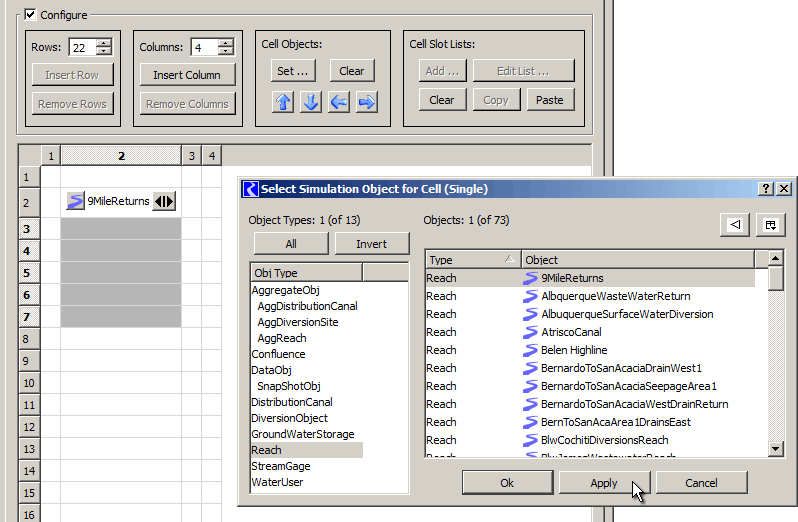 Configure
Rows: 22
Columns: 4
Cell Objects:
Cell Slot Lists:
Insert Row
Insert Column
Set ...
Clear
Add ...
Edit List ...
Remove Rows
Remove Columns
Clear
Copy
Paste
1 2 3 4
1
2 9MileReturns
3
4
5
6
7
8
9
10
11
12
13
14
15
16
Select Simulation Object for Cell (Single)
Object Types: 1 (of 13)
All
Invert
Obj Type
AggregateObj
AggDistributionCanal
AggDiversionSite
AggReach
Confluence
DataObj
SnapShotObj
DistributionCanal
DiversionObject
GroundWaterStorage
Reach
StreamGage
WaterUser
Objects: 1 (of 73)
Type Object
Reach 9MileReturns
Reach AlbuquerqueWasteWaterReturn
Reach AlbuquerqueSurfaceWaterDiversion
Reach AtriscoCanal
Reach Belen Highline
Reach BernardoToSanAcaciaDrainWest1
Reach BernardoToSanAcaciaSeepageArea1
Reach BernardoToSanAcaciaWestDrainReturn
Reach BernToSanAcaArea1DrainsEast
Reach BlwCochitiDiversionsReach
Reach BlwJemezWastewaterReach
Ok
Apply
Cancel